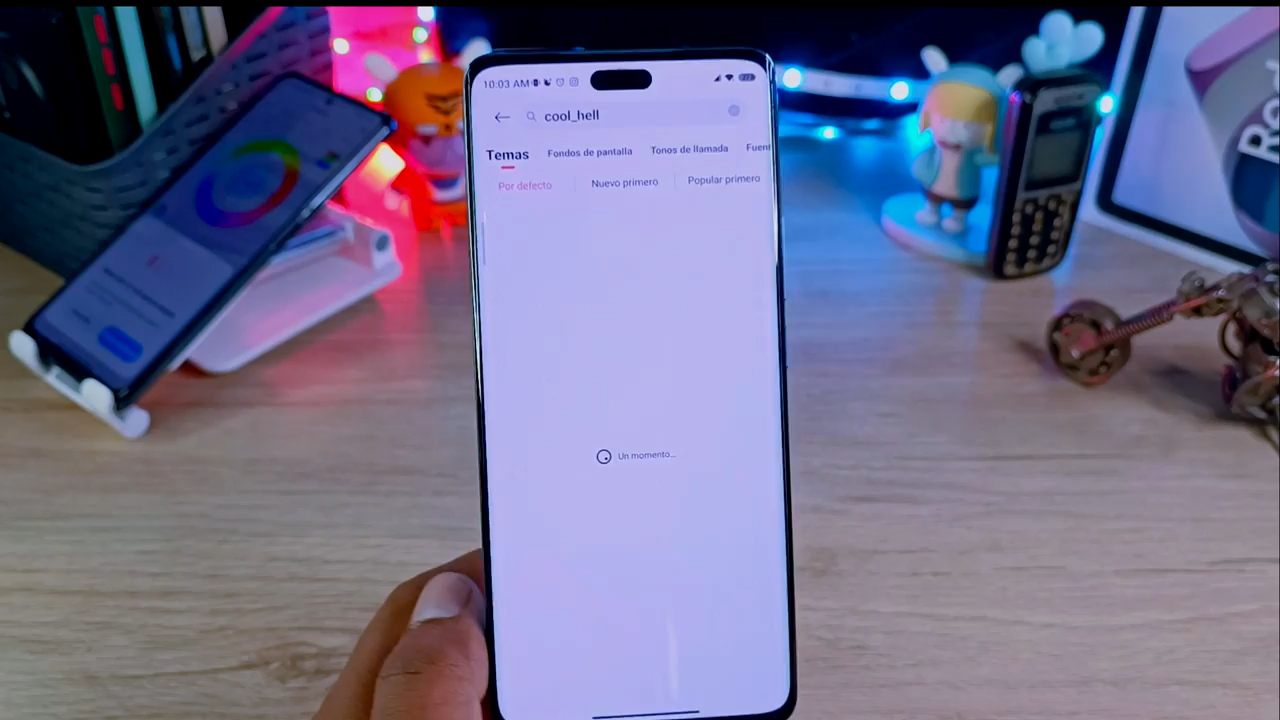 10:03 AM
cool_hell
Temas Fondos de pantalla Tonos de llamada Fuent
Por defecto Nuevo primero Popular primero
Un momento...